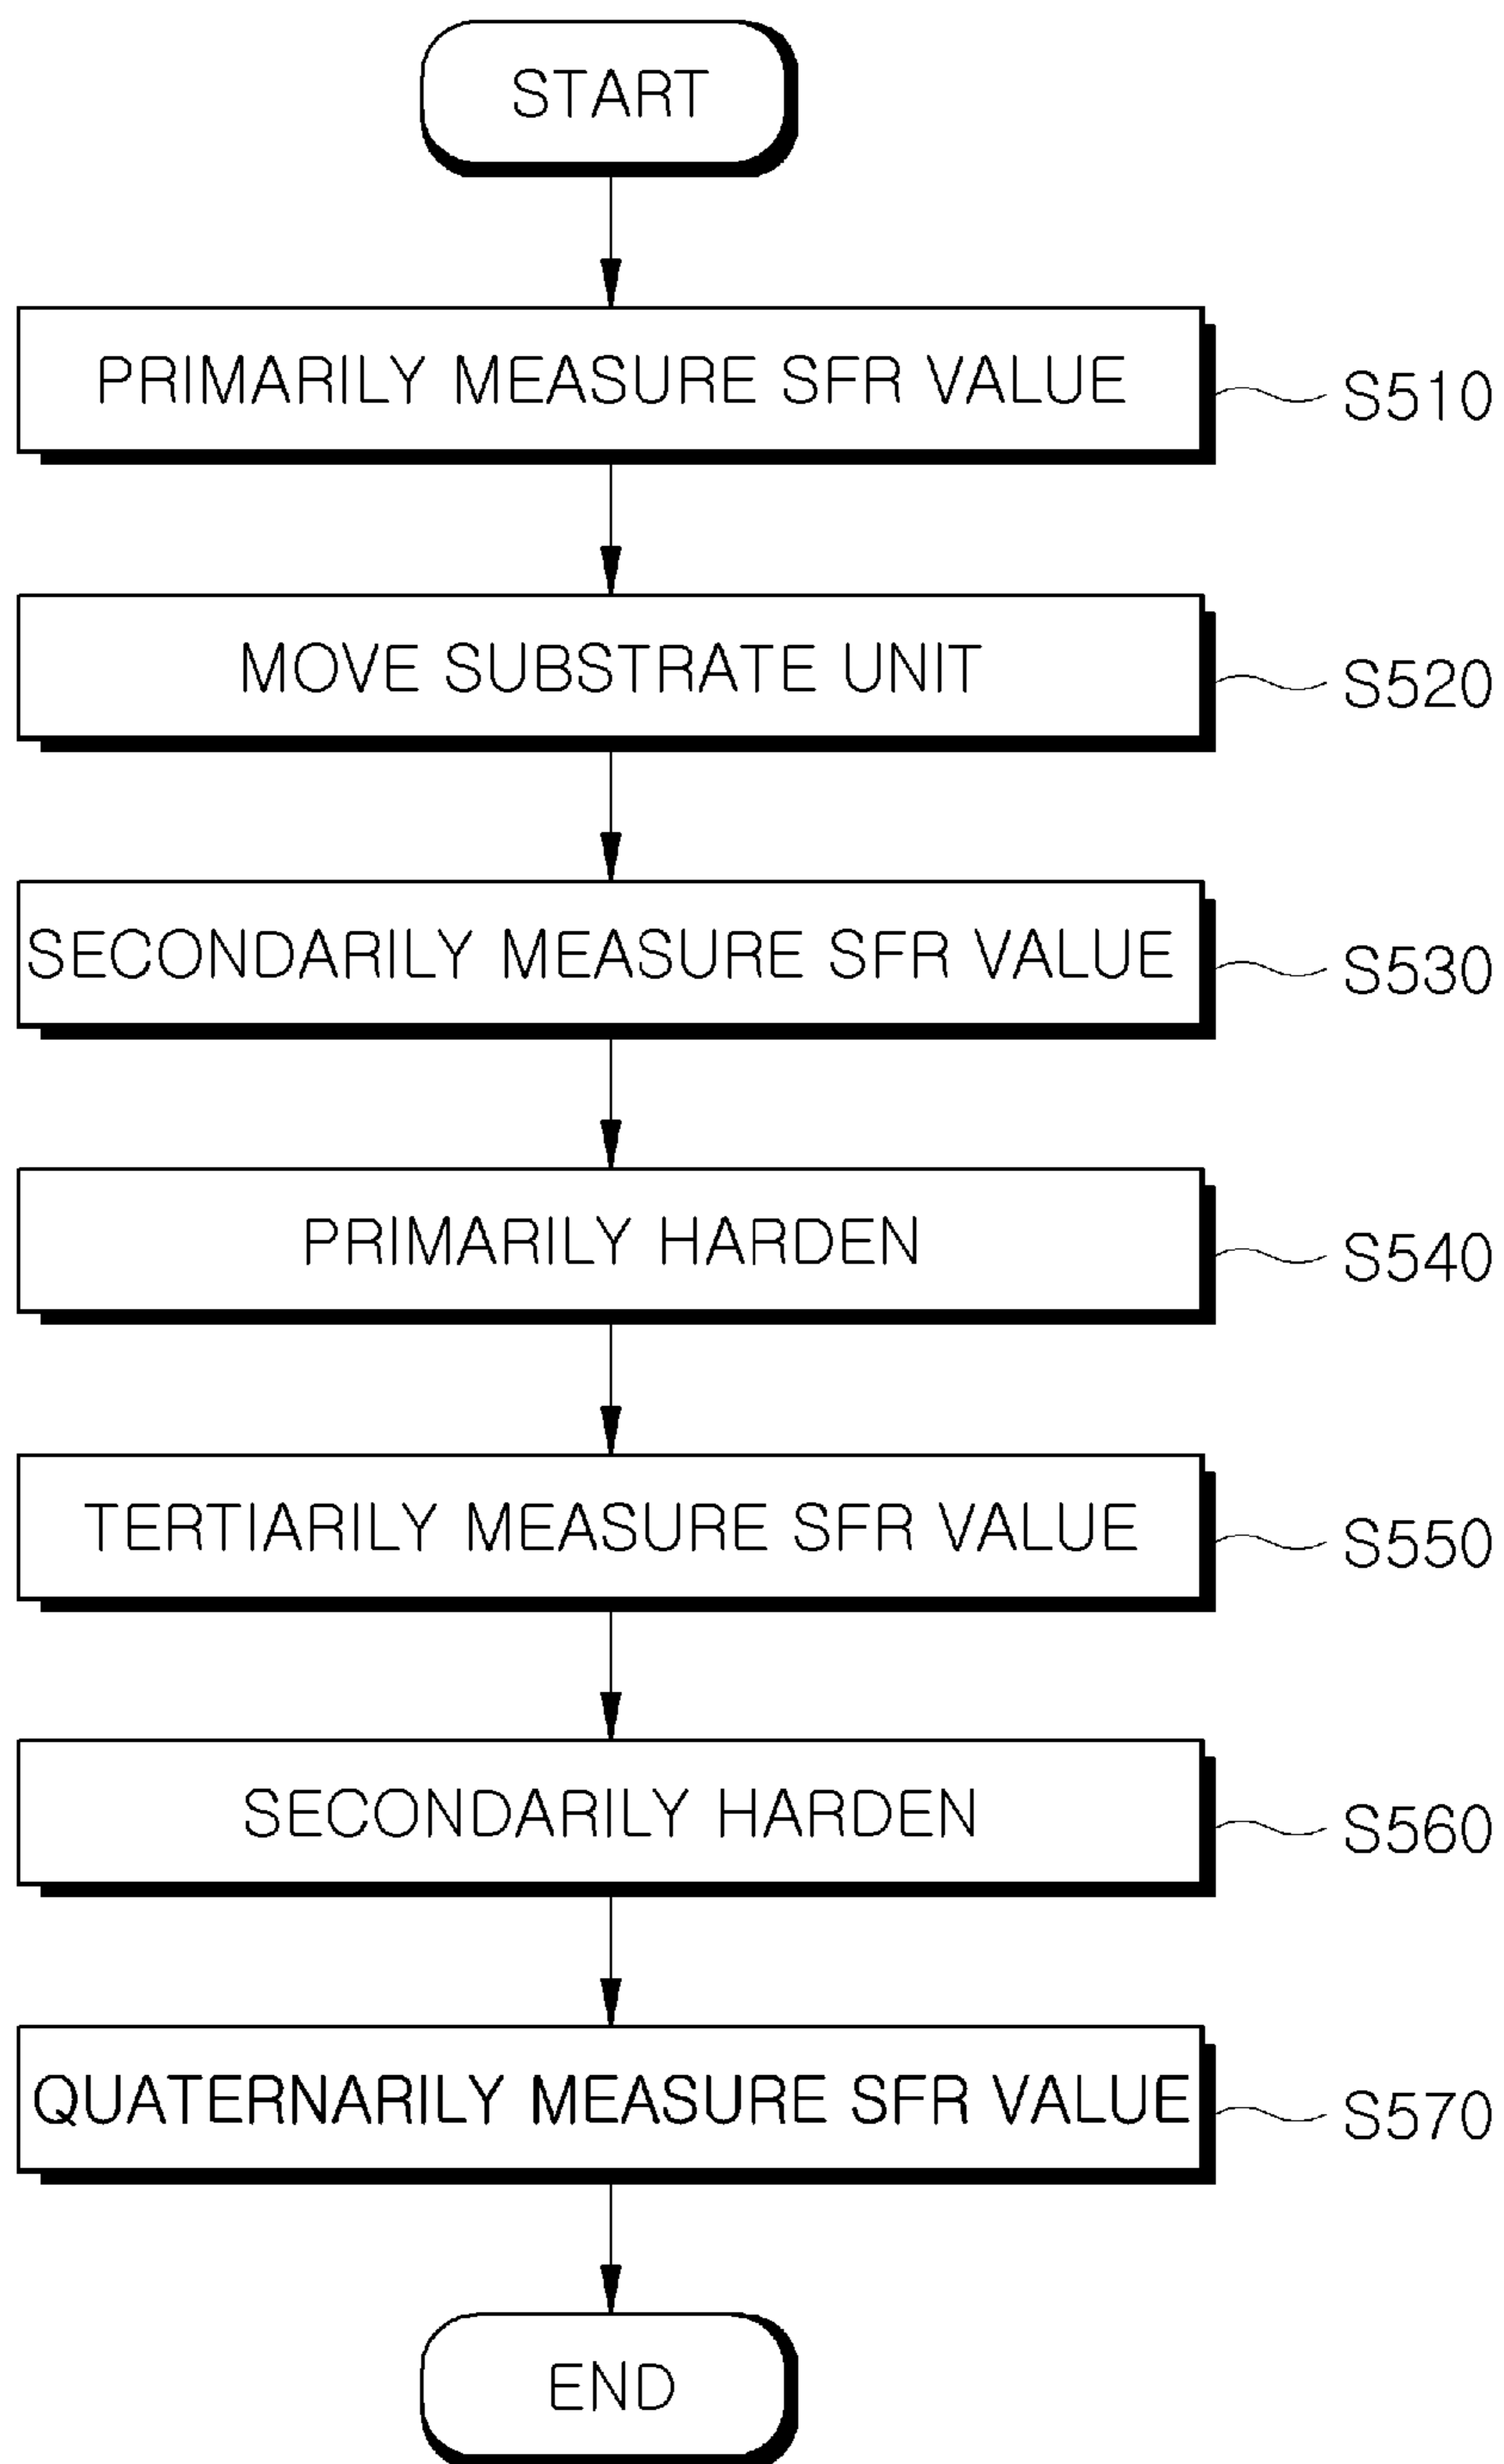 START
PRIMARILY MEASURE SFR VALUE
S510
MOVE SUBSTRATE UNIT
S520
SECONDARILY MEASURE SFR VALUE
S530
PRIMARILY HARDEN
S540
TERTIARILY MEASURE SFR VALUE
S550
SECONDARILY HARDEN
S560
QUATERNARILY MEASURE SFR VALUE
S570
END